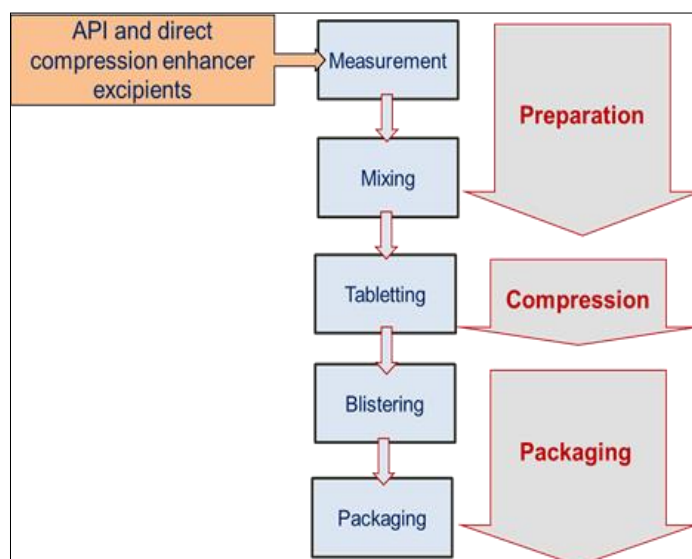 API and direct
compression enhancer
excipients
Measurement
Preparation
Mixing
Tabletting
Compression
Blistering
Packaging
Packaging